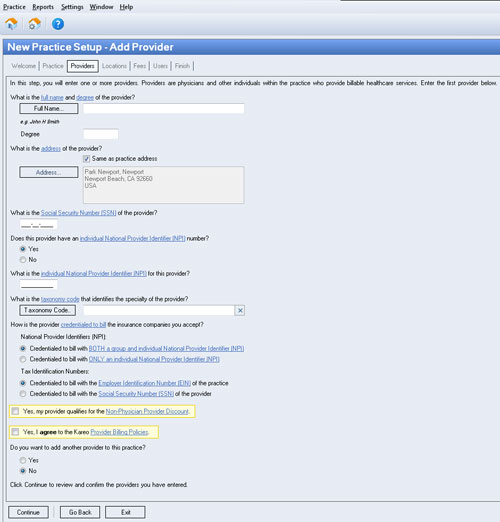 Practice Reports Settings Window Help
New Practice Setup - Add Provider
Welcome Practice Providers Locations Fees Users Finish
In this step, you will enter one or more providers. Providers are physicians and other individuals within the practice who provide billable healthcare services. Enter the first provider below.
What is the full name and degree of the provider?
Full Name...
e.g. John H Smith
Degree
What is the address of the provider?
Same as practice address
Address...
Park Newport, Newport
Newport Beach, CA 92660
USA
What is the Social Security Number (SSN) of the provider?
___-__-____
Does this provider have an individual National Provider Identifier (NPI) number?
Yes
No
What is the individual National Provider Identifier (NPI) for this provider?
__________
What is the taxonomy code that identifies the specialty of the provider?
Taxonomy Code...
How is the provider credentialed to bill the insurance companies you accept?
National Provider Identifiers (NPI):
Credentialed to bill with BOTH a group and individual National Provider Identifier (NPI)
Credentialed to bill with ONLY an individual National Provider Identifier (NPI)
Tax Identification Numbers:
Credentialed to bill with the Employer Identification Number (EIN) of the practice
Credentialed to bill with the Social Security Number (SSN) of the provider
Yes, my provider qualifies for the Non-Physician Provider Discount.
Yes, I agree to the Kareo Provider Billing Policies.
Do you want to add another provider to this practice?
Yes
No
Click Continue to review and confirm the providers you have entered.
Continue Go Back Exit